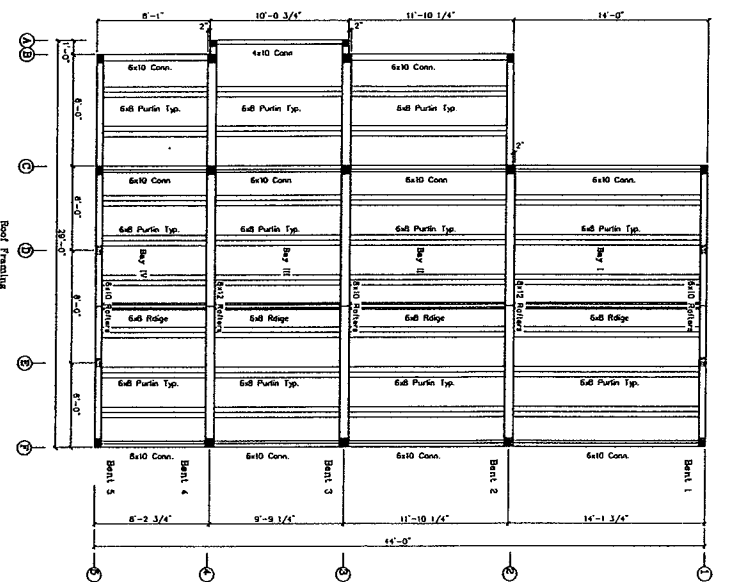 8'-1" 10'-0 3/4" 11'-10 1/4" 14'-0"
2" 2"
A
B
1'-0"
6x10 Conn. 4x10 Conn 6x10 Conn.
6x8 Purlin Typ. 6x8 Purlin Typ. 6x8 Purlin Typ.
8'-0"
2"
C
6x10 Conn 6x10 Conn 6x10 Conn 6x10 Conn.
6'-0"
6x8 Purlin Typ. 6x8 Purlin Typ. 6x8 Purlin Typ. 6x8 Purlin Typ.
29'-0"
D
Bay IV Bay III Bay II Bay I
Roof Framing
8'-0"
8x12 Rafters 8x12 Rafters 8x10 Rafters
6x8 Rdige 6x8 Rdige 6x8 Rdige 6x8 Rdige
E
6x8 Purlin Typ. 6x8 Purlin Typ. 6x8 Purlin Typ. 6x8 Purlin Typ.
6'-0"
F
6x10 Conn. 6x10 Conn. 6x10 Conn.
Bent 5 Bent 4 Bent 3 Bent 2 Bent 1
8'-2 3/4" 9'-9 1/4" 11'-10 1/4" 14'-1 3/4"
44'-0"
5 4 3 2 1